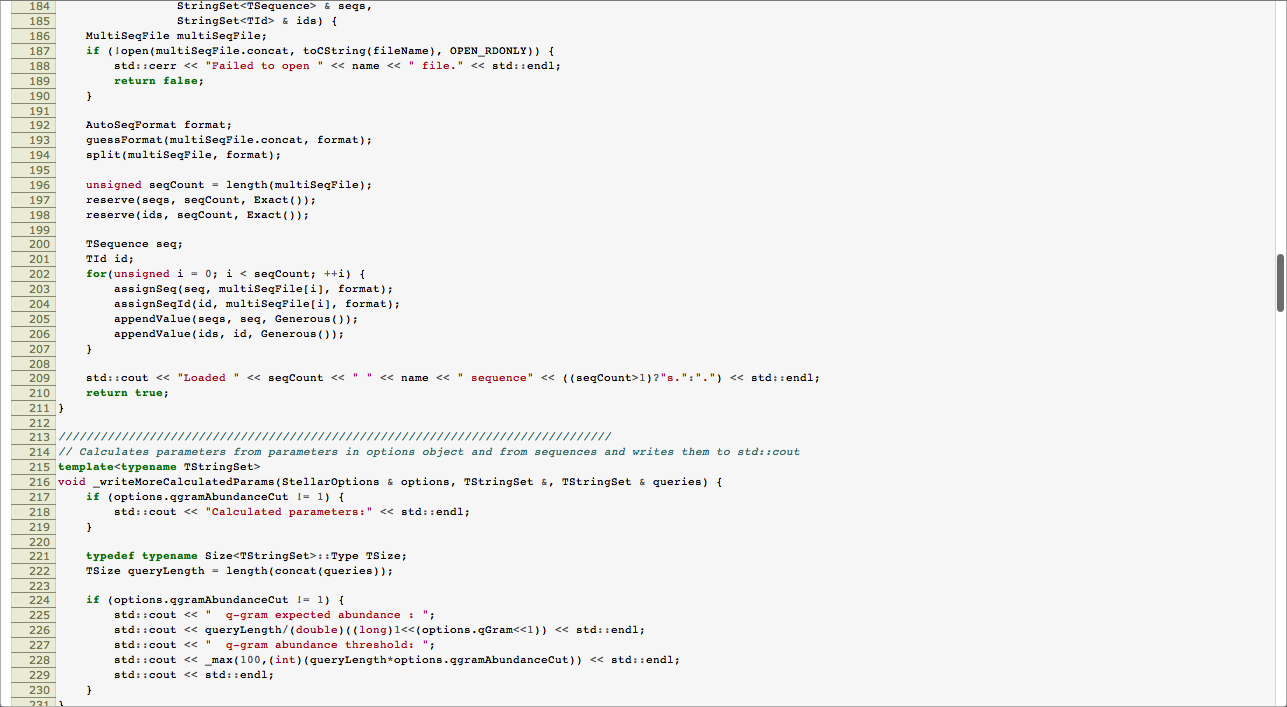 184                 StringSet<TSequence> & seqs,
185                 StringSet<TId> & ids) {
186    MultiSeqFile multiSeqFile;
187    if (!open(multiSeqFile.concat, toCString(fileName), OPEN_RDONLY)) {
188        std::cerr << "Failed to open " << name << " file." << std::endl;
189        return false;
190    }
191
192    AutoSeqFormat format;
193    guessFormat(multiSeqFile.concat, format);
194    split(multiSeqFile, format);
195
196    unsigned seqCount = length(multiSeqFile);
197    reserve(seqs, seqCount, Exact());
198    reserve(ids, seqCount, Exact());
199
200    TSequence seq;
201    TId id;
202    for(unsigned i = 0; i < seqCount; ++i) {
203        assignSeq(seq, multiSeqFile[i], format);
204        assignSeqId(id, multiSeqFile[i], format);
205        appendValue(seqs, seq, Generous());
206        appendValue(ids, id, Generous());
207    }
208
209    std::cout << "Loaded " << seqCount << " " << name << " sequence" << ((seqCount>1)?"s.":".") << std::endl;
210    return true;
211 }
212
213 ///////////////////////////////////////////////////////////////////////////////
214 // Calculates parameters from parameters in options object and from sequences and writes them to std::cout
215 template<typename TStringSet>
216 void _writeMoreCalculatedParams(StellarOptions & options, TStringSet &, TStringSet & queries) {
217    if (options.qgramAbundanceCut != 1) {
218        std::cout << "Calculated parameters:" << std::endl;
219    }
220
221    typedef typename Size<TStringSet>::Type TSize;
222    TSize queryLength = length(concat(queries));
223
224    if (options.qgramAbundanceCut != 1) {
225        std::cout << "  q-gram expected abundance : ";
226        std::cout << queryLength/(double)((long)1<<(options.qGram<<1)) << std::endl;
227        std::cout << "  q-gram abundance threshold: ";
228        std::cout << _max(100,(int)(queryLength*options.qgramAbundanceCut)) << std::endl;
229        std::cout << std::endl;
230    }
231 }